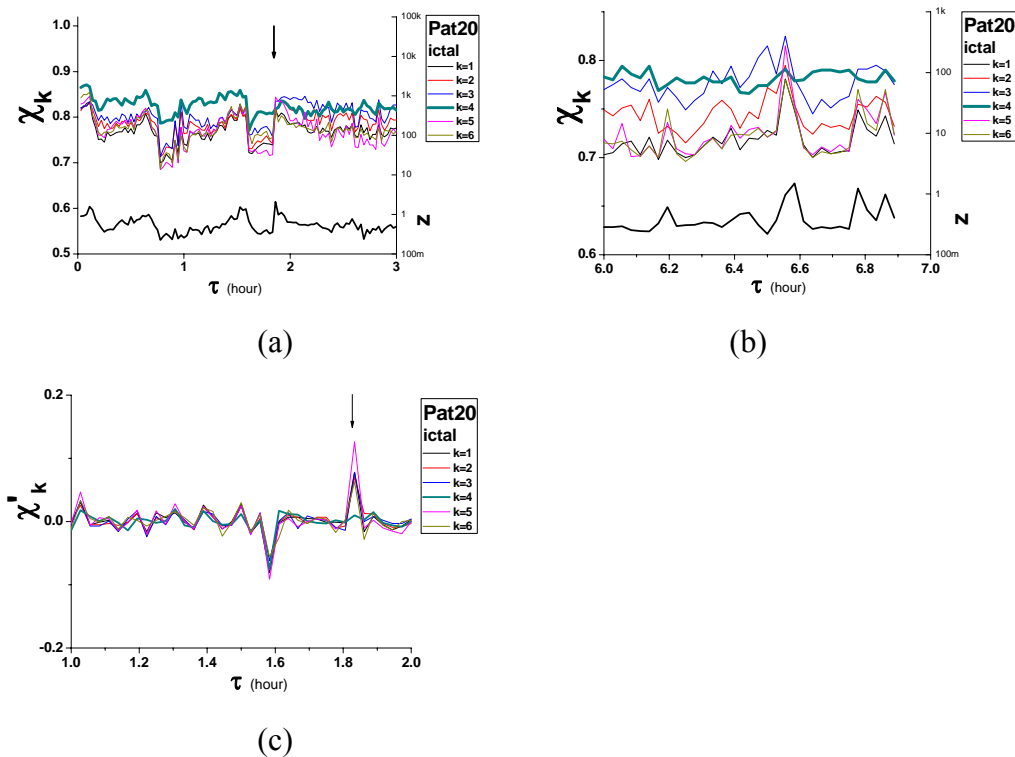 1.0
0.9
0.8
0.7
0.6
0.5
χk
0
1
2
3
τ (hour)
100k
10k
1k
100
10
1
100m
z
Pat20
ictal
k=1
k=2
k=3
k=4
k=5
k=6
(a)
0.8
0.7
0.6
χk
6.0
6.2
6.4
6.6
6.8
7.0
τ (hour)
1k
100
10
1
100m
z
Pat20
ictal
k=1
k=2
k=3
k=4
k=5
k=6
(b)
0.2
0.0
-0.2
χ'k
1.0
1.2
1.4
1.6
1.8
2.0
τ (hour)
Pat20
ictal
k=1
k=2
k=3
k=4
k=5
k=6
(c)